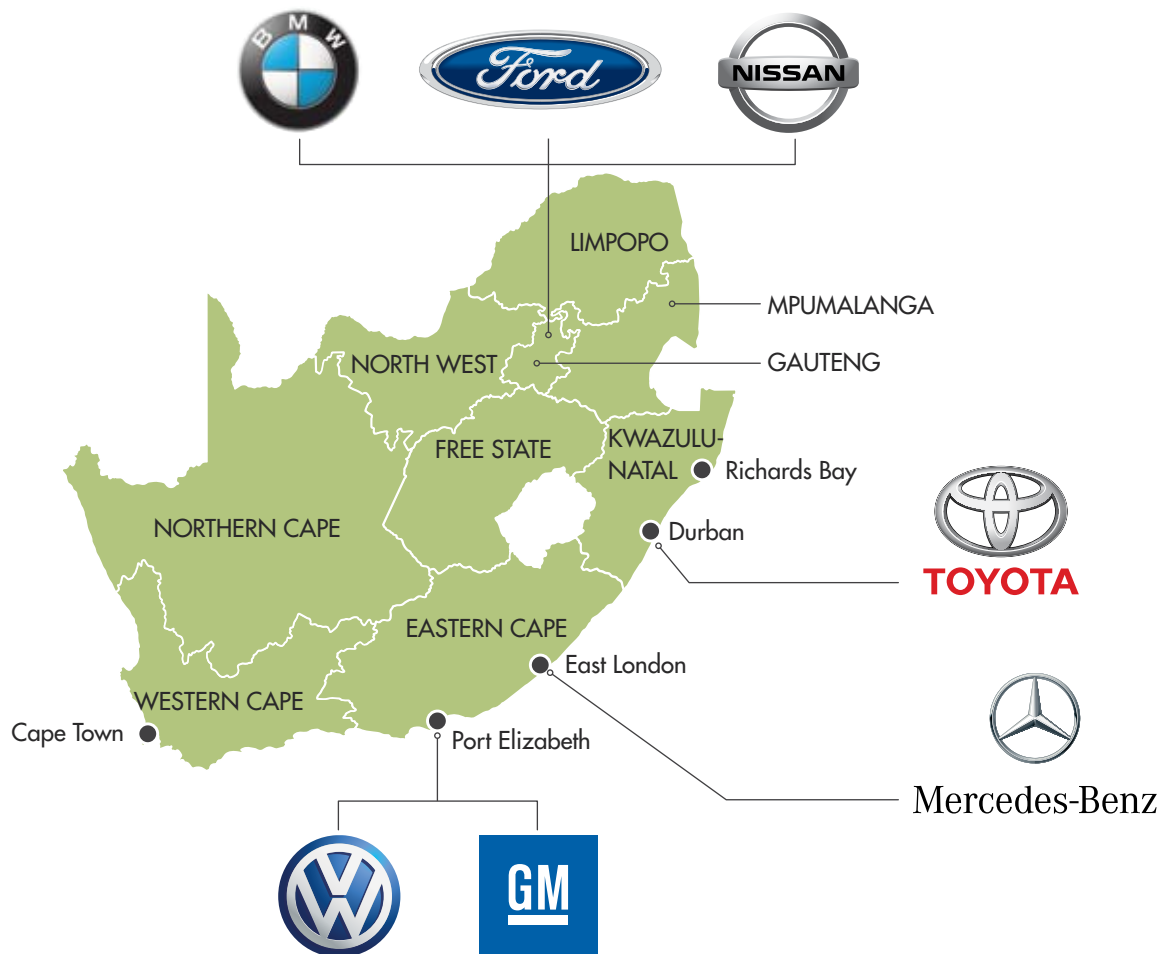 BMW
Ford
NISSAN
LIMPOPO
MPUMALANGA
NORTH WEST
GAUTENG
FREE STATE
KWAZULU-
NATAL
Richards Bay
NORTHERN CAPE
Durban
TOYOTA
EASTERN CAPE
East London
WESTERN CAPE
Cape Town
Port Elizabeth
Mercedes-Benz
VW
GM